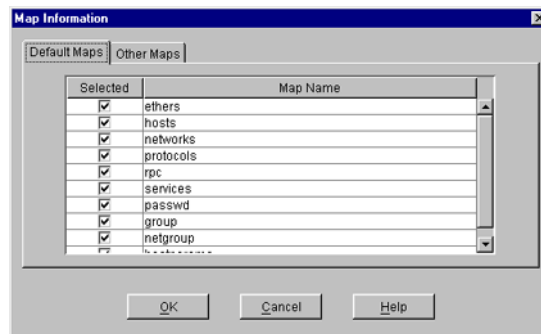 Map Information
Default Maps Other Maps
Selected Map Name
ethers
hosts
networks
protocols
rpc
services
passwd
group
netgroup
OK Cancel Help